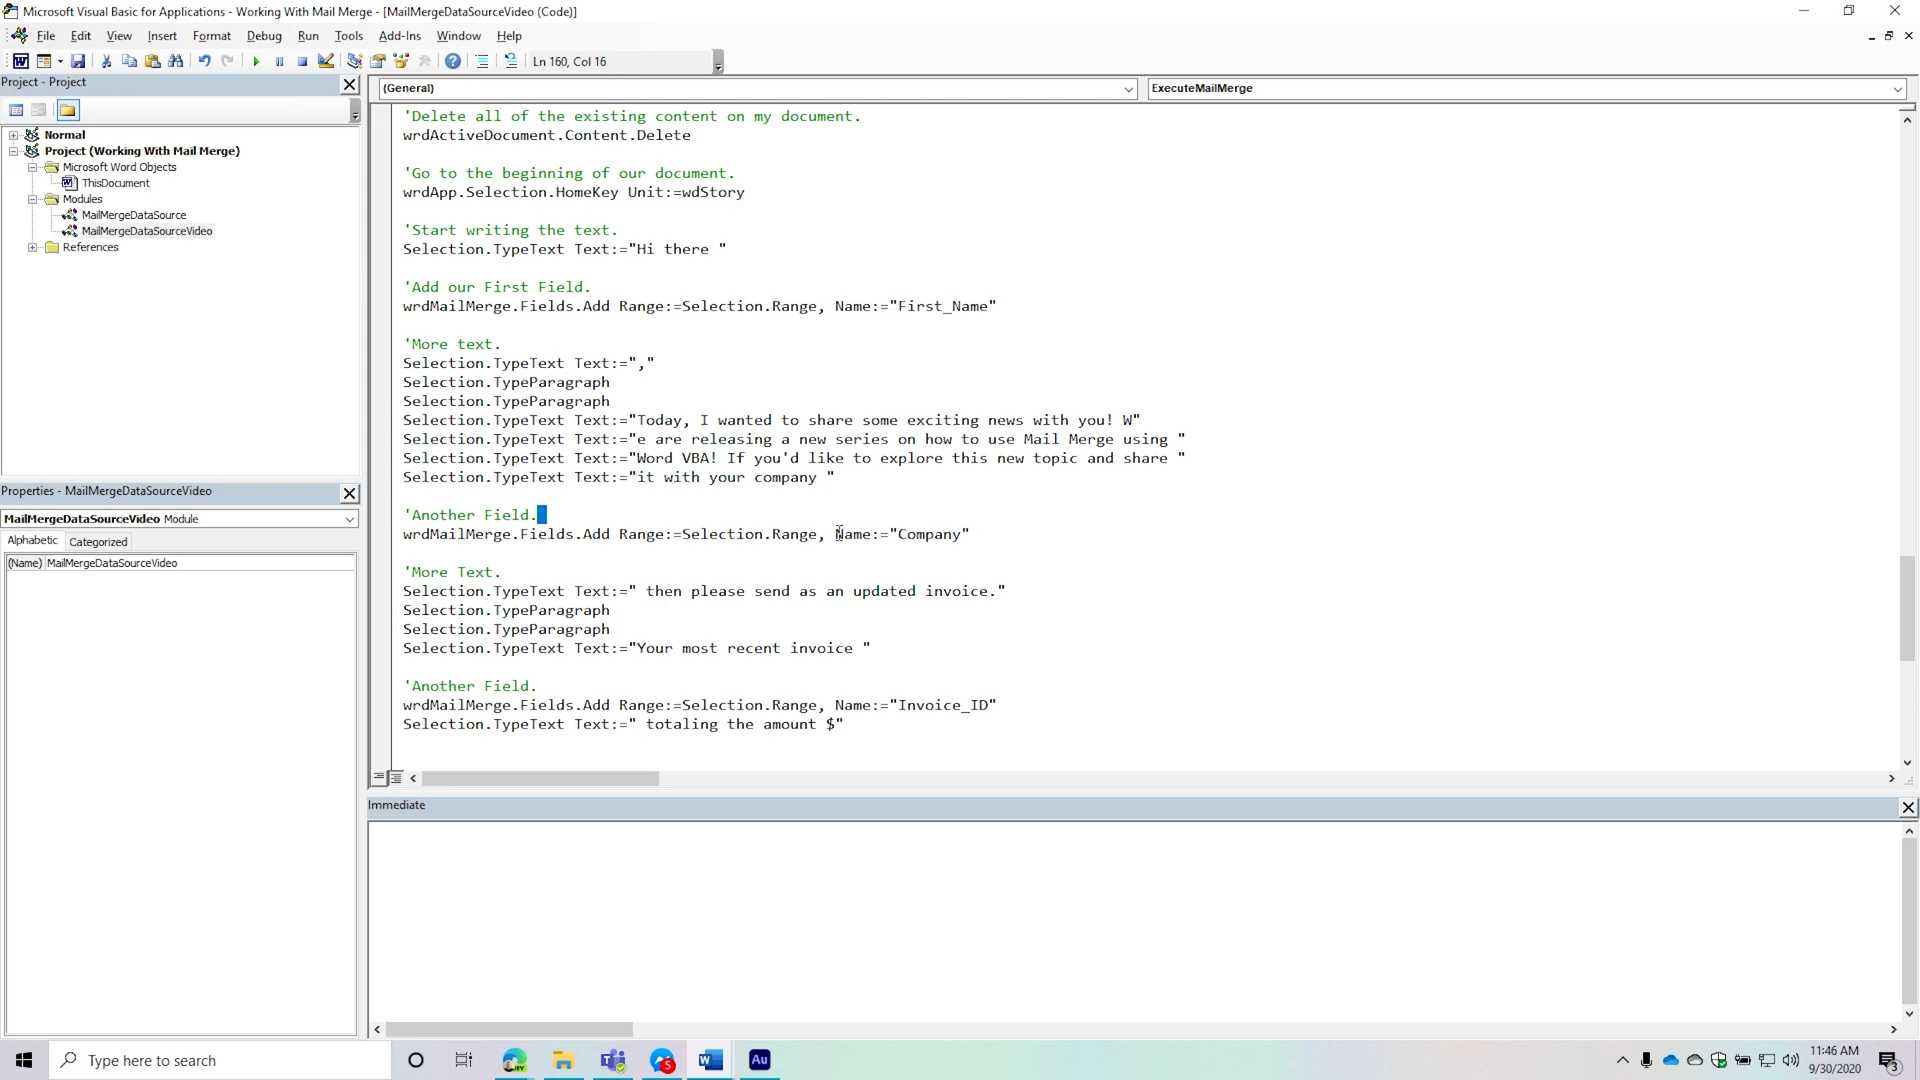 Microsoft Visual Basic for Applications - Working With Mail Merge - [MailMergeDataSourceVideo (Code)]
File Edit View Insert Format Debug Run Tools Add-Ins Window Help
Ln 160, Col 16
Project - Project
Normal
Project (Working With Mail Merge)
Microsoft Word Objects
ThisDocument
Modules
MailMergeDataSource
MailMergeDataSourceVideo
References
Properties - MailMergeDataSourceVideo
MailMergeDataSourceVideo Module
Alphabetic Categorized
(Name) MailMergeDataSourceVideo
(General) ExecuteMailMerge
'Delete all of the existing content on my document.
wrdActiveDocument.Content.Delete
'Go to the beginning of our document.
wrdApp.Selection.HomeKey Unit:=wdStory
'Start writing the text.
Selection.TypeText Text:="Hi there "
'Add our First Field.
wrdMailMerge.Fields.Add Range:=Selection.Range, Name:="First_Name"
'More text.
Selection.TypeText Text:=","
Selection.TypeParagraph
Selection.TypeParagraph
Selection.TypeText Text:="Today, I wanted to share some exciting news with you! W"
Selection.TypeText Text:="e are releasing a new series on how to use Mail Merge using "
Selection.TypeText Text:="Word VBA! If you'd like to explore this new topic and share "
Selection.TypeText Text:="it with your company "
'Another Field.
wrdMailMerge.Fields.Add Range:=Selection.Range, Name:="Company"
'More Text.
Selection.TypeText Text:=" then please send as an updated invoice."
Selection.TypeParagraph
Selection.TypeParagraph
Selection.TypeText Text:="Your most recent invoice "
'Another Field.
wrdMailMerge.Fields.Add Range:=Selection.Range, Name:="Invoice_ID"
Selection.TypeText Text:=" totaling the amount $"
Immediate
Type here to search
Au
5
11:46 AM
9/30/2020
3